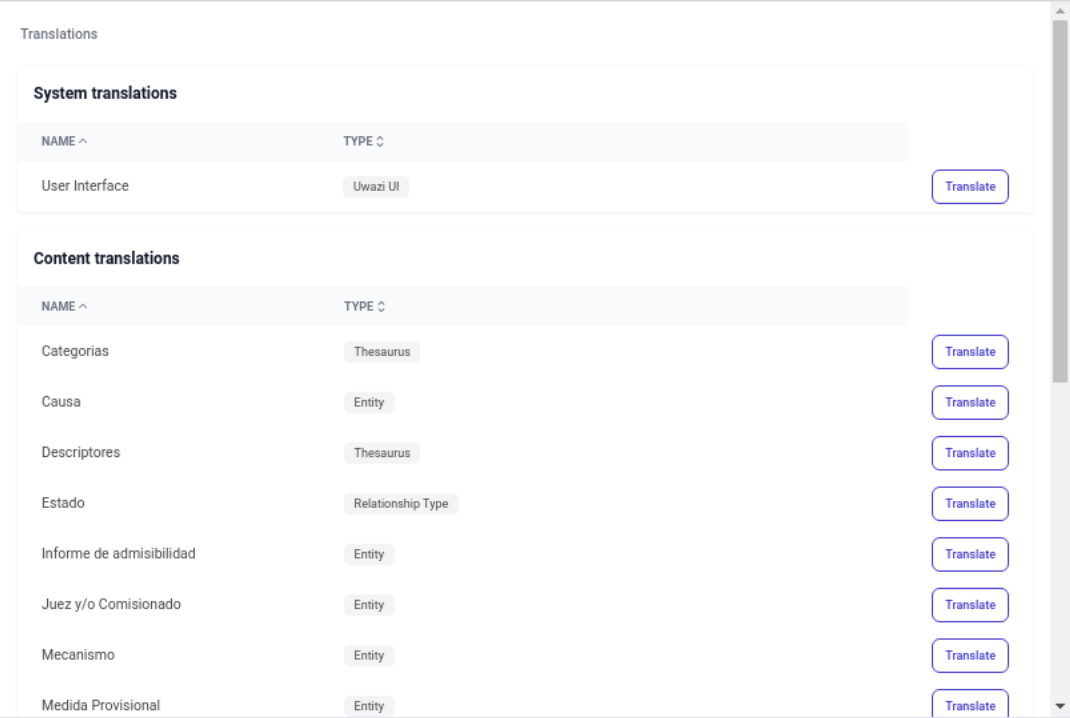 Translations
System translations
NAME TYPE
User Interface Uwazi UI Translate
Content translations
NAME TYPE
Categorias Thesaurus Translate
Causa Entity Translate
Descriptores Thesaurus Translate
Estado Relationship Type Translate
Informe de admisibilidad Entity Translate
Juez y/o Comisionado Entity Translate
Mecanismo Entity Translate
Medida Provisional Entity Translate